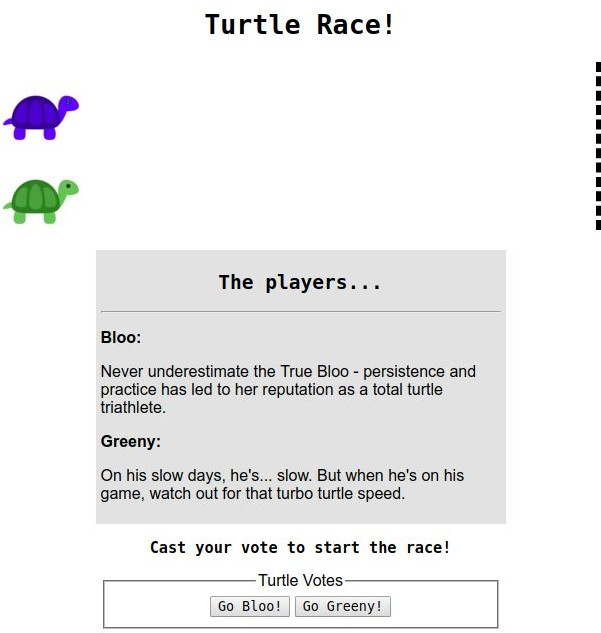 Turtle Race!
The players...
Bloo:
Never underestimate the True Bloo - persistence and
practice has led to her reputation as a total turtle
triathlete.
Greeny:
On his slow days, he's... slow. But when he's on his
game, watch out for that turbo turtle speed.
Cast your vote to start the race!
Turtle Votes
Go Bloo! Go Greeny!